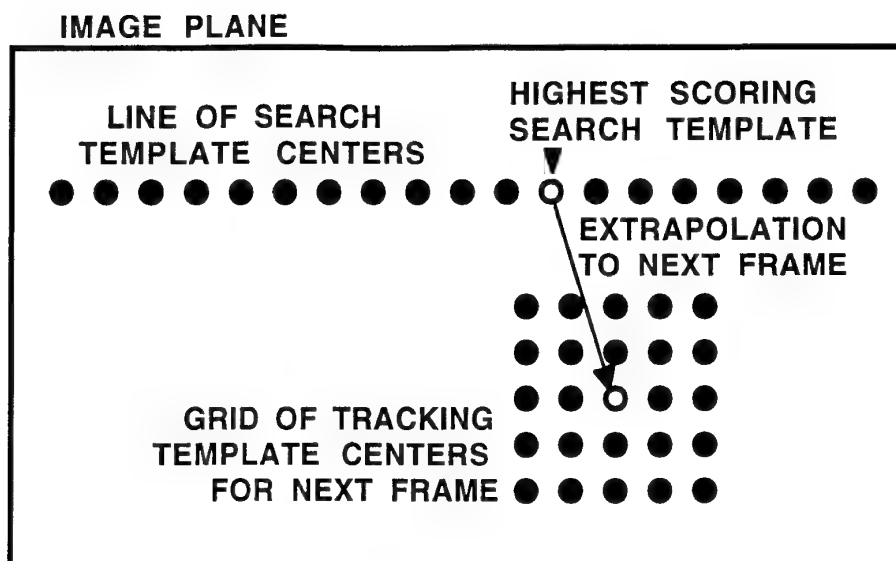 IMAGE PLANE
LINE OF SEARCH
TEMPLATE CENTERS
HIGHEST SCORING
SEARCH TEMPLATE
EXTRAPOLATION
TO NEXT FRAME
GRID OF TRACKING
TEMPLATE CENTERS
FOR NEXT FRAME